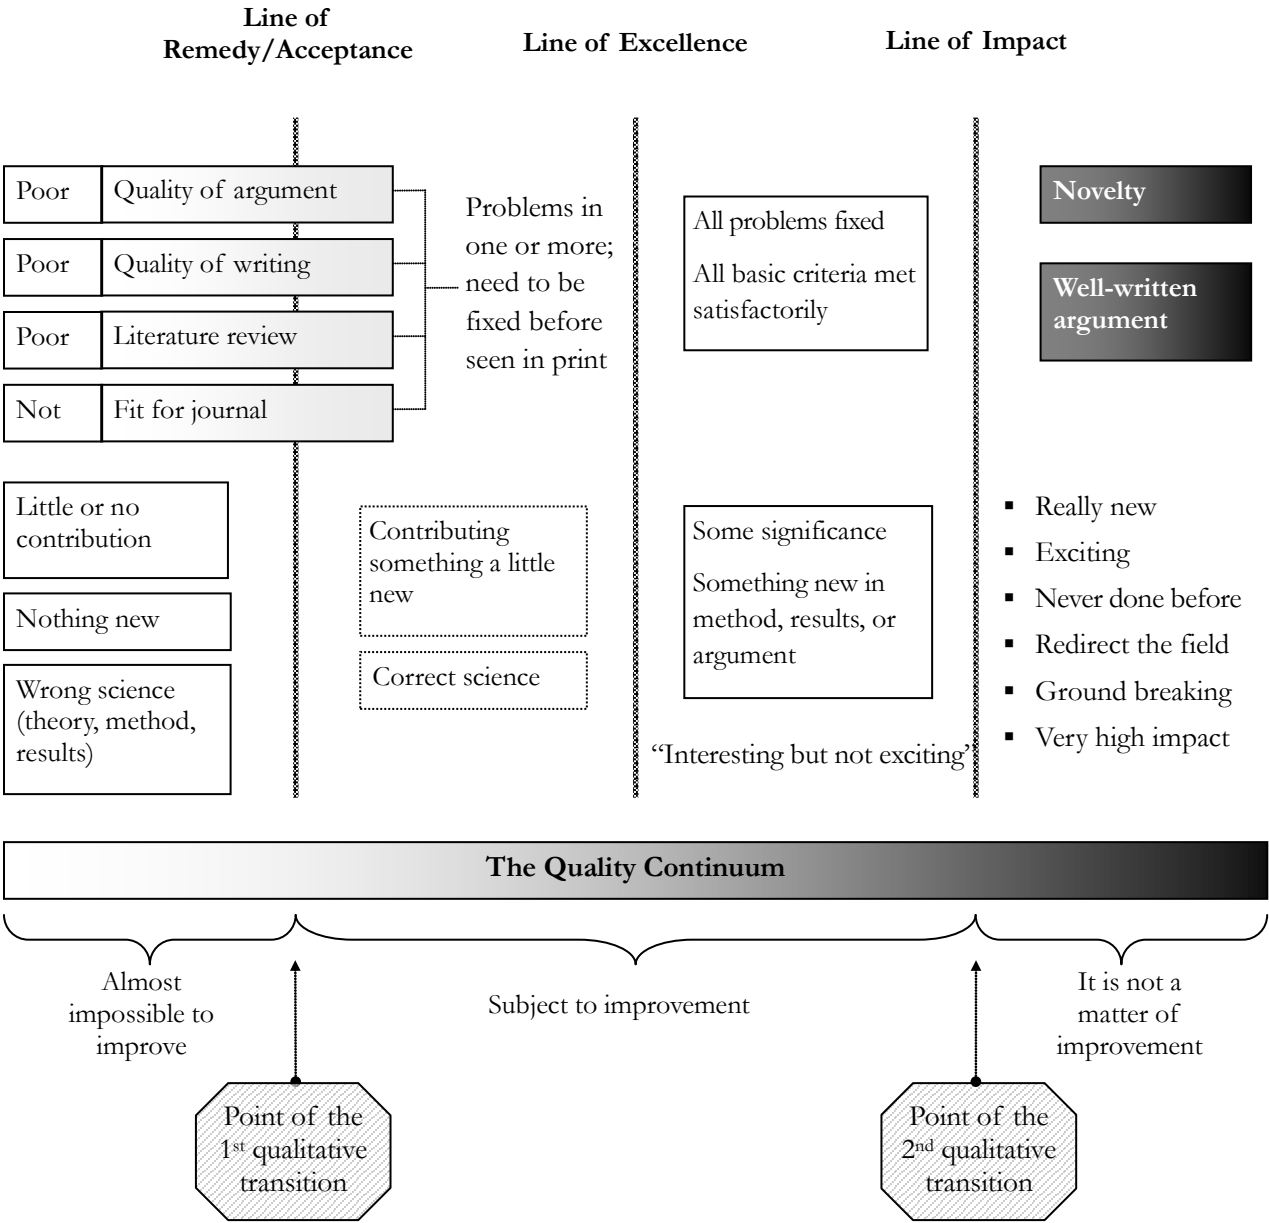 Line of
Remedy/Acceptance
Line of Excellence
Line of Impact
Poor
Quality of argument
Poor
Quality of writing
Poor
Literature review
Not
Fit for journal
Problems in
one or more;
need to be
fixed before
seen in print
All problems fixed
All basic criteria met
satisfactorily
Novelty
Well-written
argument
Little or no
contribution
Nothing new
Wrong science
(theory, method,
results)
Contributing
something a little
new
Correct science
Some significance
Something new in
method, results, or
argument
“Interesting but not exciting”
▪ Really new
▪ Exciting
▪ Never done before
▪ Redirect the field
▪ Ground breaking
▪ Very high impact
The Quality Continuum
Almost
impossible to
improve
Subject to improvement
It is not a
matter of
improvement
Point of the
1st qualitative
transition
Point of the
2nd qualitative
transition